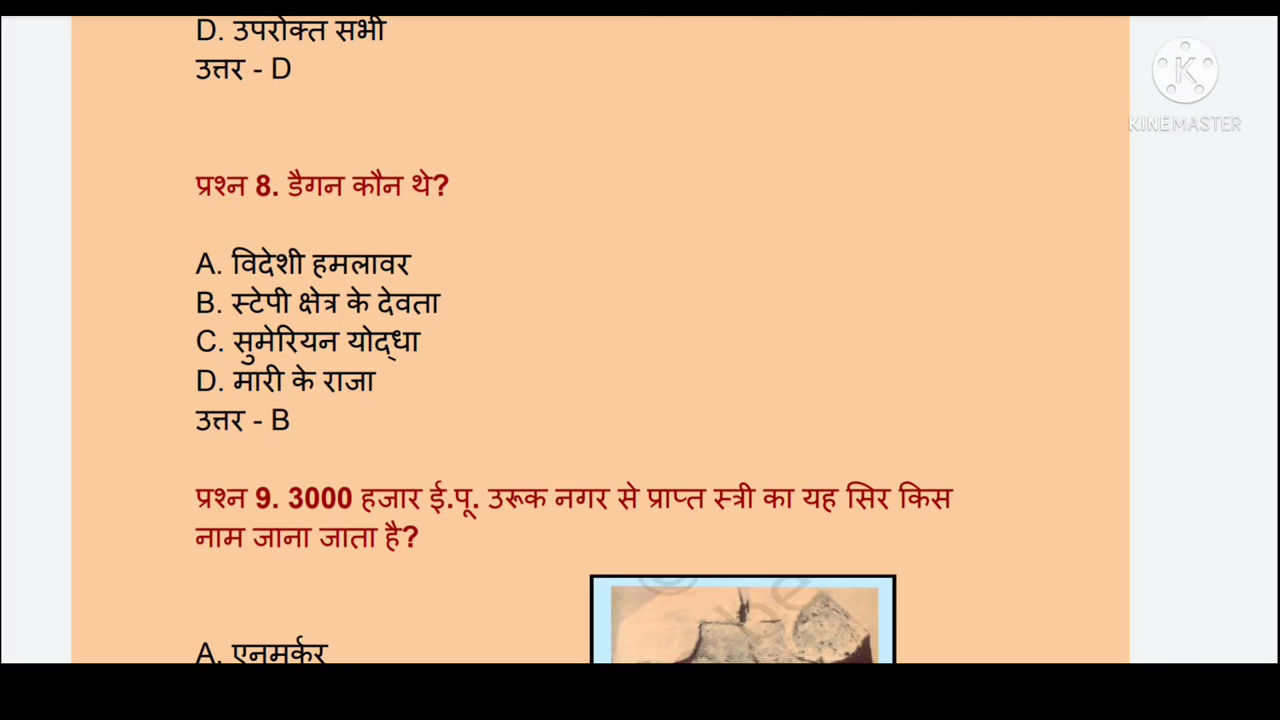 D. उपरोक्त सभी
उत्तर - D
KINEMASTER
प्रश्न 8. डैगन कौन थे?
A. विदेशी हमलावर
B. स्टेपी क्षेत्र के देवता
C. सुमेरियन योद्धा
D. मारी के राजा
उत्तर - B
प्रश्न 9. 3000 हजार ई.पू. उरूक नगर से प्राप्त स्त्री का यह सिर किस
नाम जाना जाता है?
A. एनमर्कर